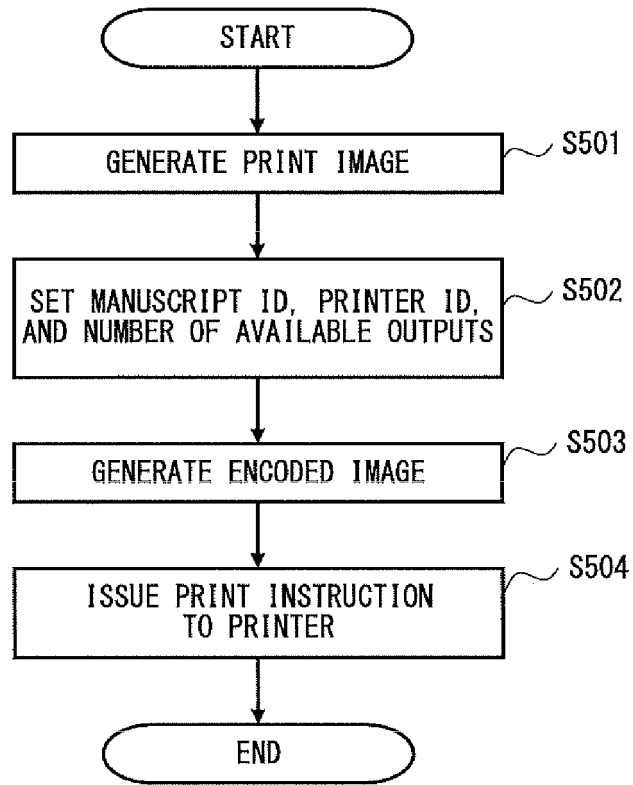 START
GENERATE PRINT IMAGE
S501
SET MANUSCRIPT ID, PRINTER ID,
AND NUMBER OF AVAILABLE OUTPUTS
S502
GENERATE ENCODED IMAGE
S503
ISSUE PRINT INSTRUCTION
TO PRINTER
S504
END